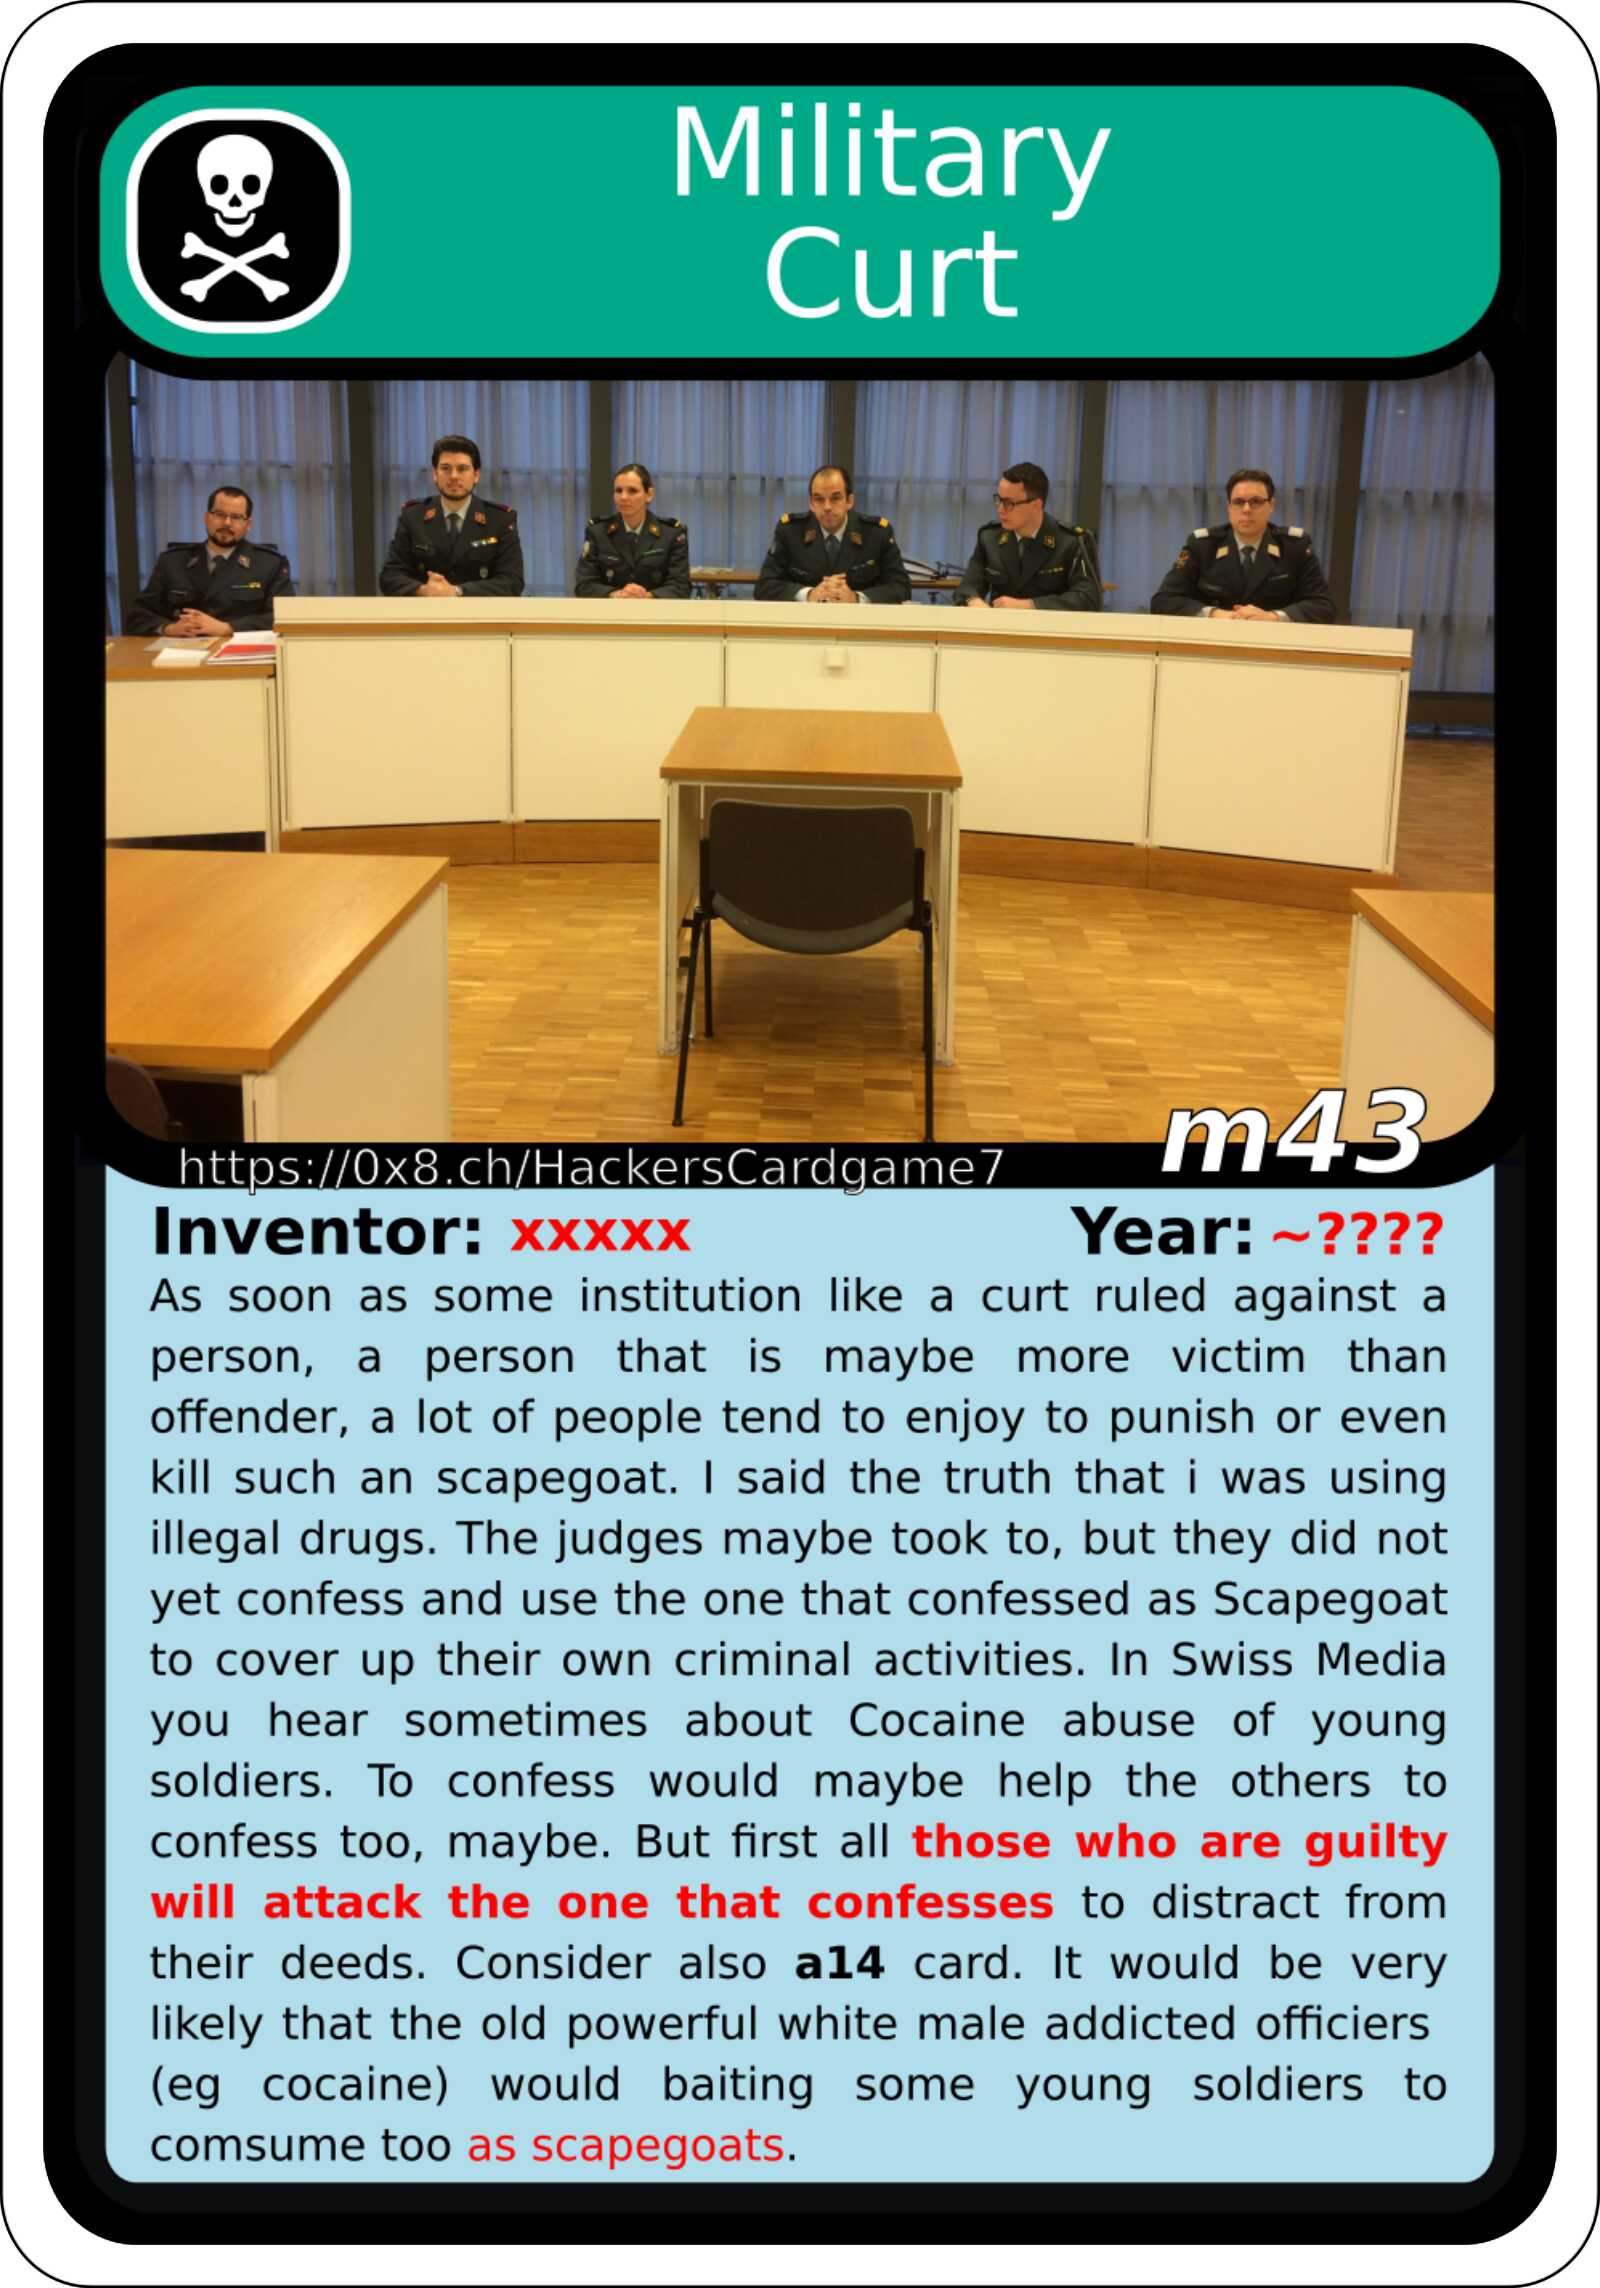 Military
Curt
m43
https://0x8.ch/HackersCardgame7
Inventor: xxxxx Year: ~????
As soon as some institution like a curt ruled against a
person, a person that is maybe more victim than
offender, a lot of people tend to enjoy to punish or even
kill such an scapegoat. I said the truth that i was using
illegal drugs. The judges maybe took to, but they did not
yet confess and use the one that confessed as Scapegoat
to cover up their own criminal activities. In Swiss Media
you hear sometimes about Cocaine abuse of young
soldiers. To confess would maybe help the others to
confess too, maybe. But first all those who are guilty
will attack the one that confesses to distract from
their deeds. Consider also a14 card. It would be very
likely that the old powerful white male addicted officiers
(eg cocaine) would baiting some young soldiers to
comsume too as scapegoats.